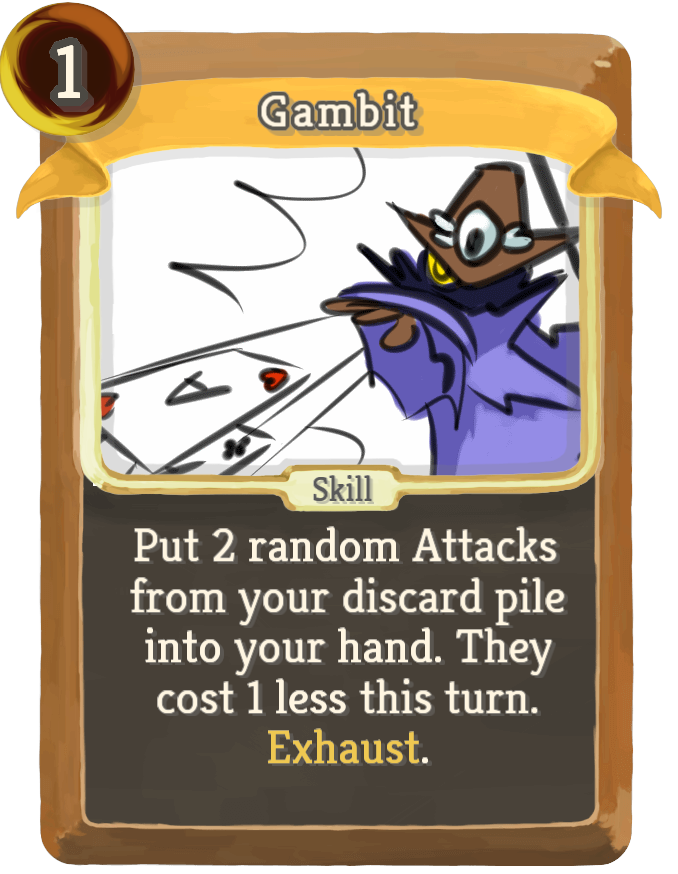 1
Gambit
A
Skill
Put 2 random Attacks
from your discard pile
into your hand. They
cost 1 less this turn.
Exhaust.